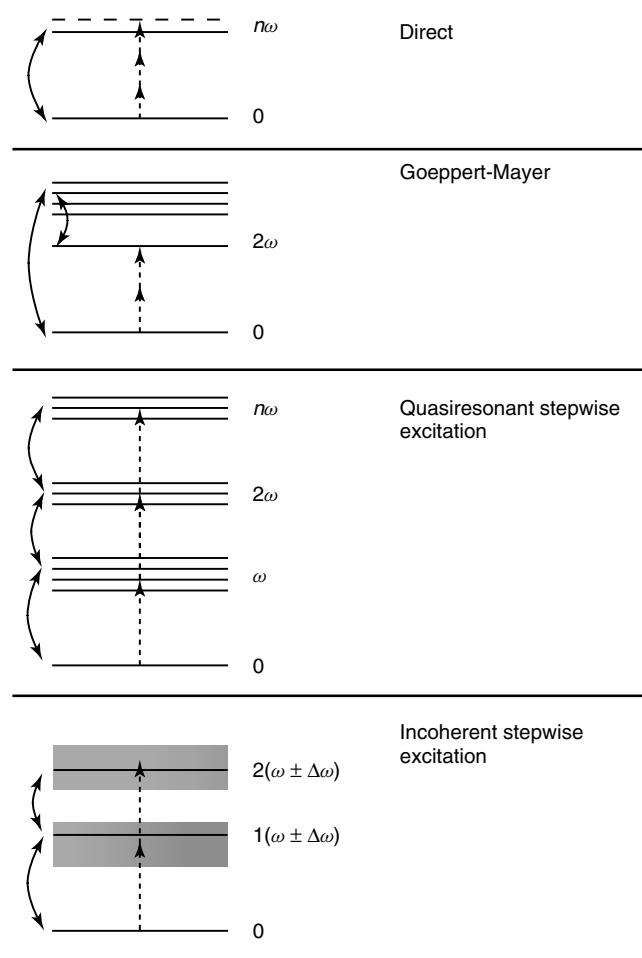 nω
Direct
0
Goeppert-Mayer
2ω
0
nω
Quasiresonant stepwise
excitation
2ω
ω
0
Incoherent stepwise
excitation
2(ω ± Δω)
1(ω ± Δω)
0